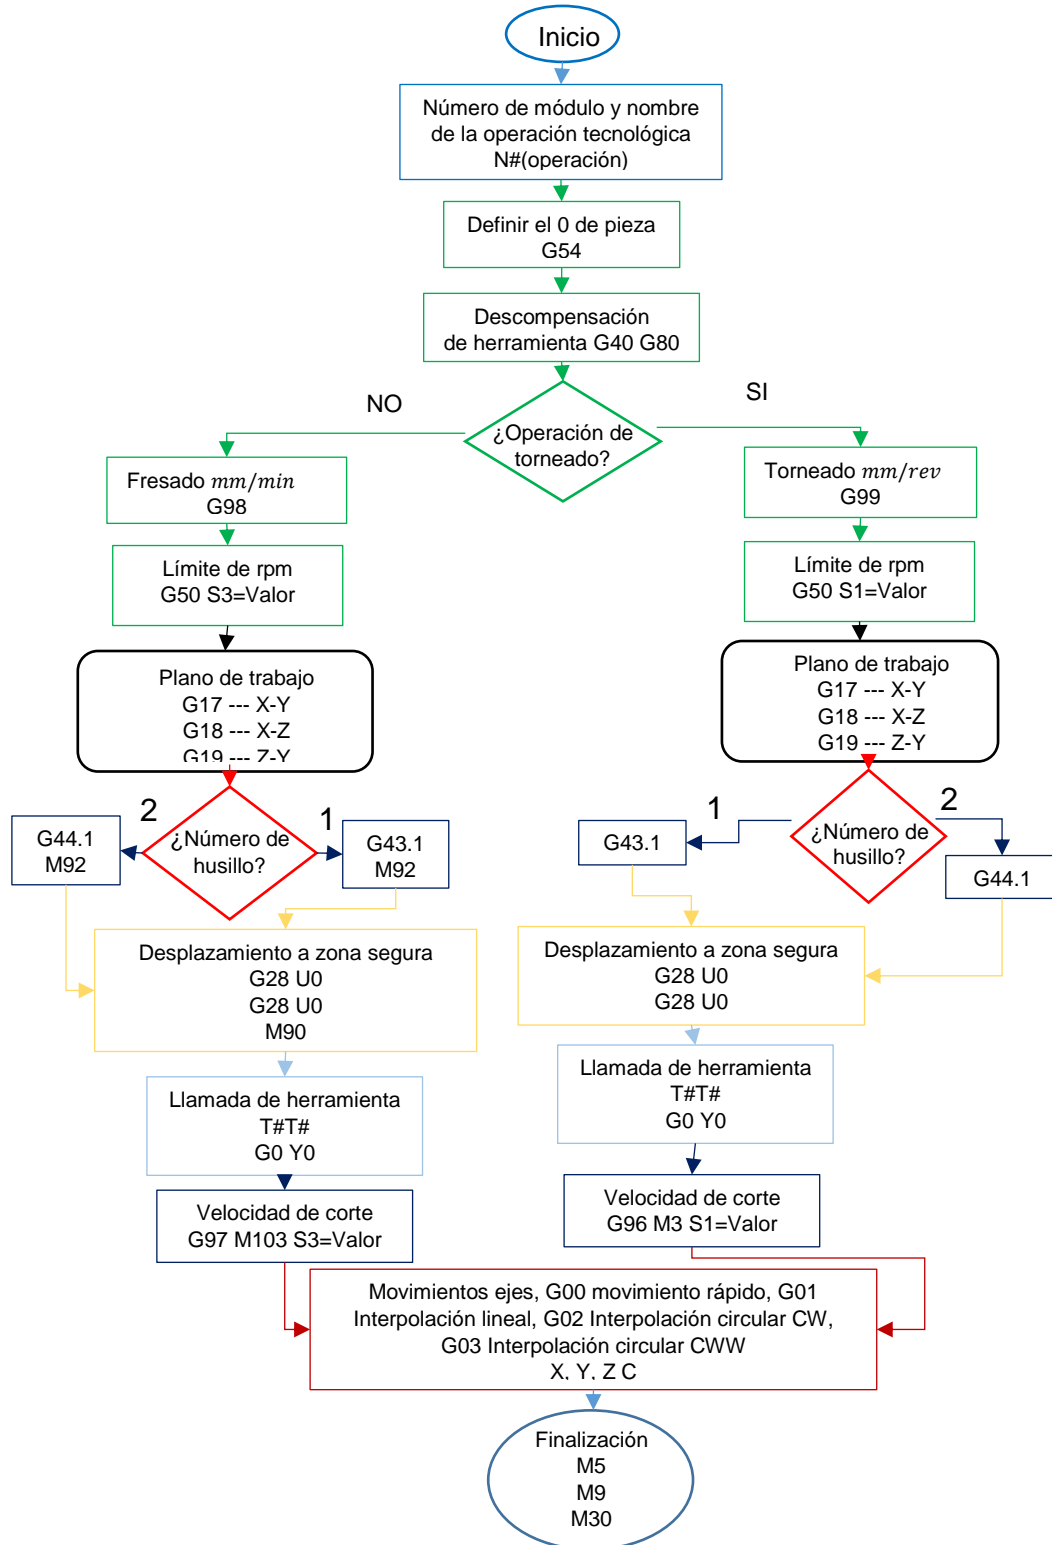 Inicio
Número de módulo y nombre
de la operación tecnológica
N#(operación)
Definir el 0 de pieza
G54
Descompensación
de herramienta G40 G80
NO
SI
¿Operación de
torneado?
Fresado mm/min
G98
Torneado mm/rev
G99
Límite de rpm
G50 S3=Valor
Límite de rpm
G50 S1=Valor
Plano de trabajo
G17 --- X-Y
G18 --- X-Z
G19 --- Z-Y
Plano de trabajo
G17 --- X-Y
G18 --- X-Z
G19 --- Z-Y
2
1
¿Número de
husillo?
G44.1
M92
G43.1
M92
1
2
¿Número de
husillo?
G43.1
G44.1
Desplazamiento a zona segura
G28 U0
G28 U0
M90
Desplazamiento a zona segura
G28 U0
G28 U0
Llamada de herramienta
T#T#
G0 Y0
Llamada de herramienta
T#T#
G0 Y0
Velocidad de corte
G97 M103 S3=Valor
Velocidad de corte
G96 M3 S1=Valor
Movimientos ejes, G00 movimiento rápido, G01
Interpolación lineal, G02 Interpolación circular CW,
G03 Interpolación circular CWW
X, Y, Z C
Finalización
M5
M9
M30